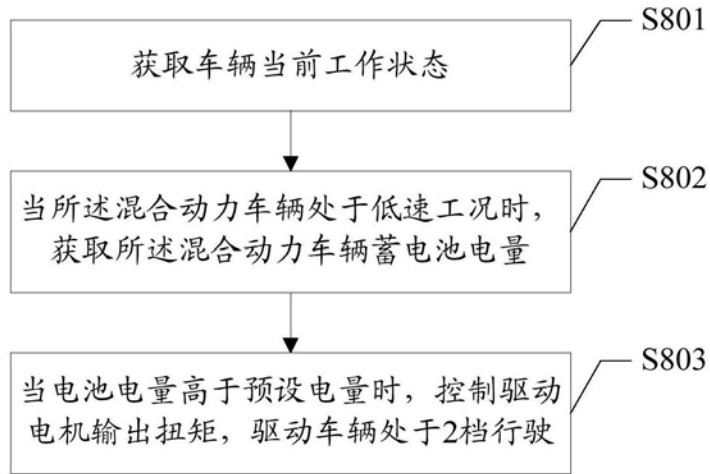 S801
获取车辆当前工作状态
S802
当所述混合动力车辆处于低速工况时，
获取所述混合动力车辆蓄电池电量
S803
当电池电量高于预设电量时，控制驱动
电机输出扭矩，驱动车辆处于2档行驶